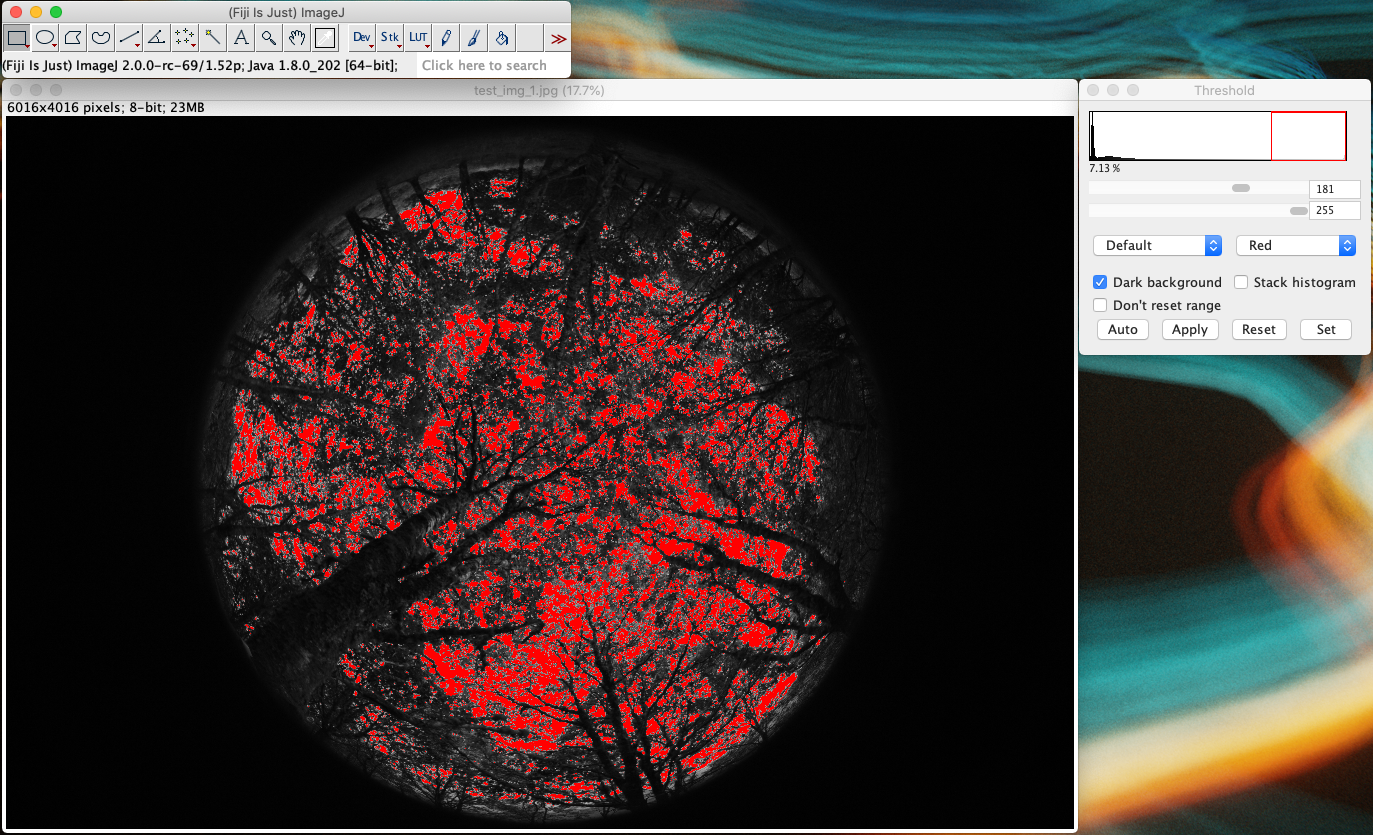 (Fiji Is Just) ImageJ
A Dev Stk LUT >>
(Fiji Is Just) ImageJ 2.0.0-rc-69/1.52p; Java 1.8.0_202 [64-bit]; Click here to search
test_img_1.jpg (17.7%)
6016x4016 pixels; 8-bit; 23MB
Threshold
7.13 %
181
255
Default Red
Dark background Stack histogram
Don't reset range
Auto Apply Reset Set